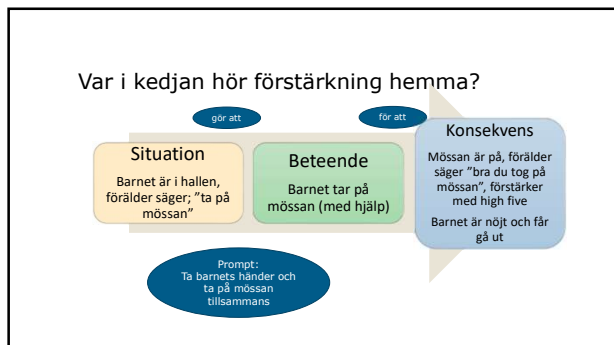 Var i kedjan hör förstärkning hemma?
gör att
för att
Situation
Barnet är i hallen,
förälder säger; ”ta på
mössan”
Beteende
Barnet tar på
mössan (med hjälp)
Konsekvens
Mössan är på, förälder
säger ”bra du tog på
mössan”, förstärker
med high five
Barnet är nöjt och får
gå ut
Prompt:
Ta barnets händer och
ta på mössan
tillsammans